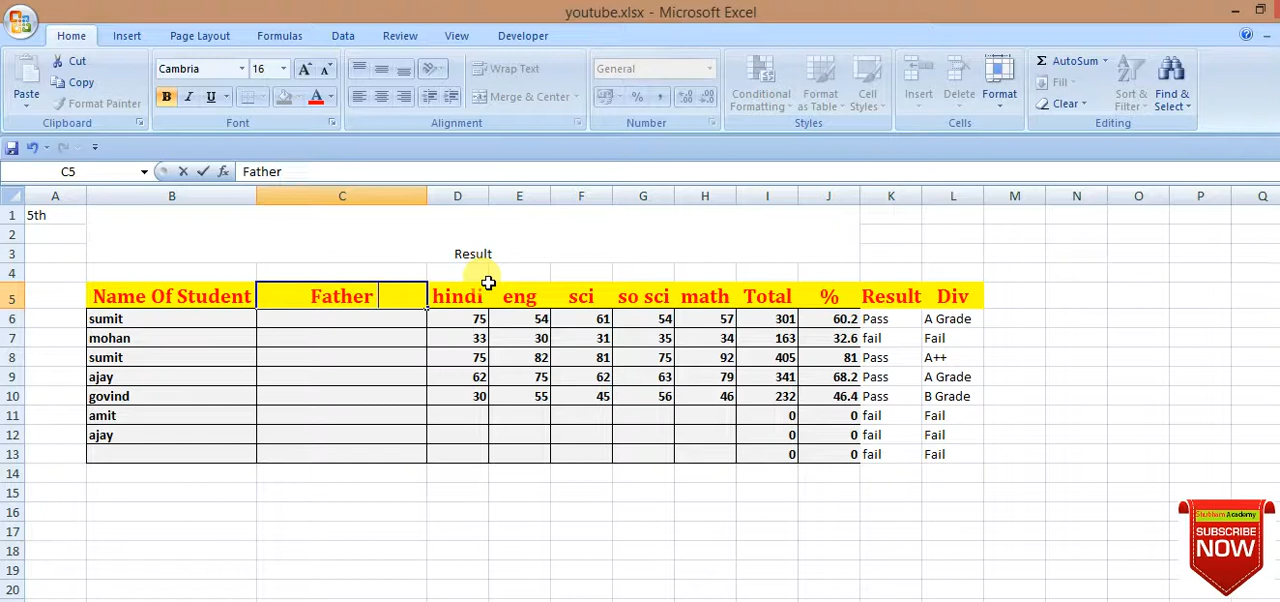 youtube.xlsx - Microsoft Excel
Home Insert Page Layout Formulas Data Review View Developer
Paste Cut Copy Format Painter Clipboard
Cambria 16 A A B I U A Font
Wrap Text Merge & Center Alignment
General % , Number
Conditional Formatting Format as Table Cell Styles Styles
Insert Delete Format Cells
Σ AutoSum Fill Clear Sort & Filter Find & Select Editing
C5 fx Father
A B C D E F G H I J K L M N O P Q
1 5th
2
3 Result
4
5 Name Of Student Father hindi eng sci so sci math Total % Result Div
6 sumit 75 54 61 54 57 301 60.2 Pass A Grade
7 mohan 33 30 31 35 34 163 32.6 fail Fail
8 sumit 75 82 81 75 92 405 81 Pass A++
9 ajay 62 75 62 63 79 341 68.2 Pass A Grade
10 govind 30 55 45 56 46 232 46.4 Pass B Grade
11 amit 0 0 fail Fail
12 ajay 0 0 fail Fail
13 0 0 fail Fail
14
15
16
17
18
19
20
Shubham Academy
SUBSCRIBE
NOW